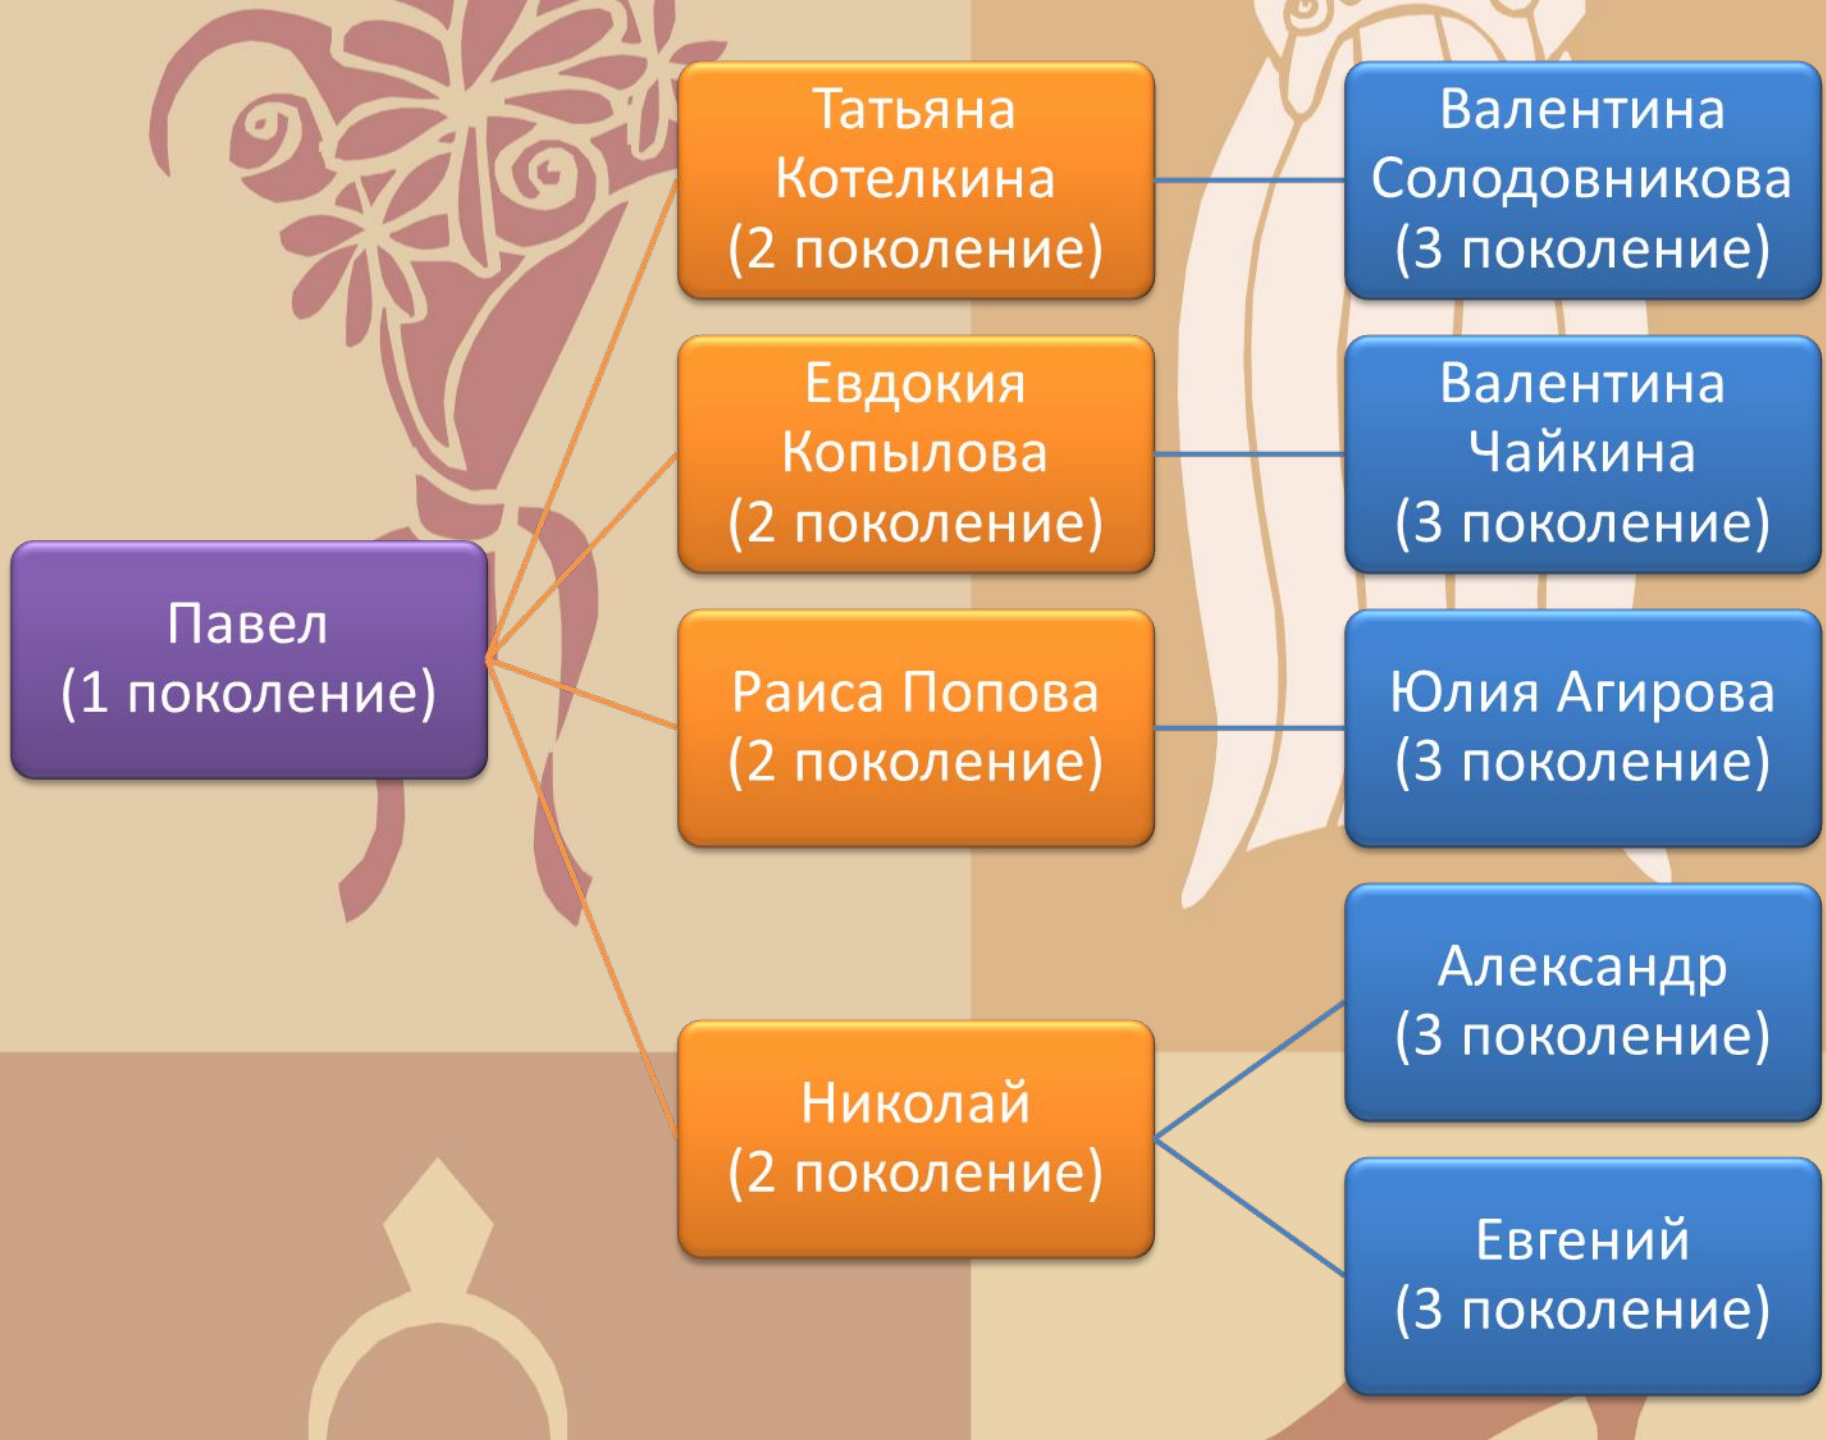 Татьяна
Котелкина
(2 поколение)
Валентина
Солодовникова
(3 поколение)
Евдокия
Копылова
(2 поколение)
Валентина
Чайкина
(3 поколение)
Павел
(1 поколение)
Раиса Попова
(2 поколение)
Юлия Агирова
(3 поколение)
Александр
(3 поколение)
Николай
(2 поколение)
Евгений
(3 поколение)